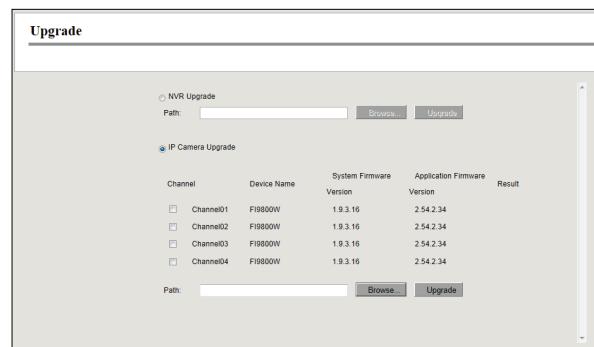 Upgrade
NVR Upgrade
Path: Browse... Upgrade
IP Camera Upgrade
Channel Device Name System Firmware Version Application Firmware Version Result
Channel01 FI9800W 1.9.3.16 2.54.2.34
Channel02 FI9800W 1.9.3.16 2.54.2.34
Channel03 FI9800W 1.9.3.16 2.54.2.34
Channel04 FI9800W 1.9.3.16 2.54.2.34
Path: Browse... Upgrade